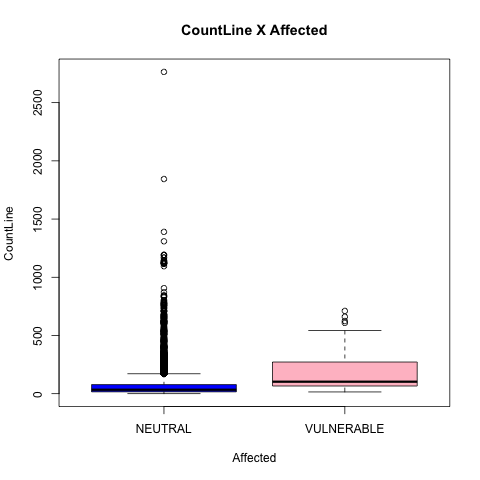 CountLine X Affected
2500
2000
1500
1000
500
0
CountLine
NEUTRAL VULNERABLE
Affected